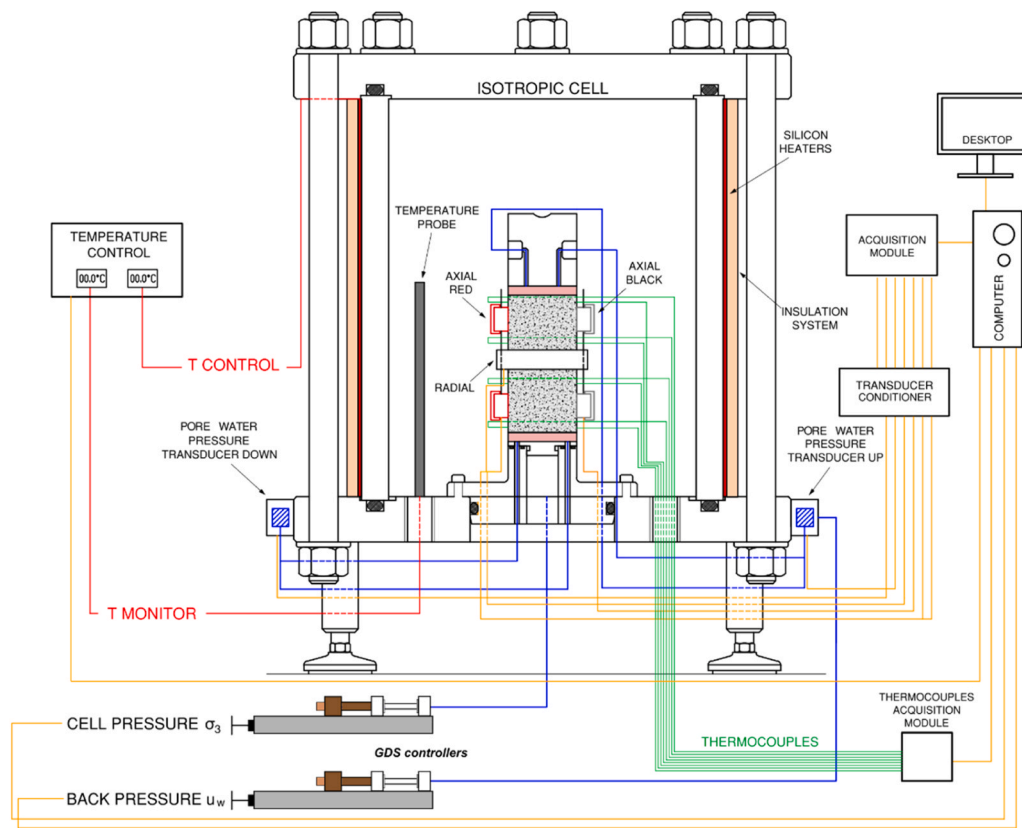 ISOTROPIC CELL
SILICON
HEATERS
DESKTOP
TEMPERATURE
PROBE
TEMPERATURE
CONTROL
00.0°C 00.0°C
ACQUISITION
MODULE
AXIAL
RED
AXIAL
BLACK
COMPUTER
INSULATION
SYSTEM
T CONTROL
RADIAL
TRANSDUCER
CONDITIONER
PORE WATER
PRESSURE
TRANSDUCER DOWN
PORE WATER
PRESSURE
TRANSDUCER UP
T MONITOR
CELL PRESSURE σ3
GDS controllers
THERMOCOUPLES
THERMOCOUPLES
ACQUISITION
MODULE
BACK PRESSURE uw